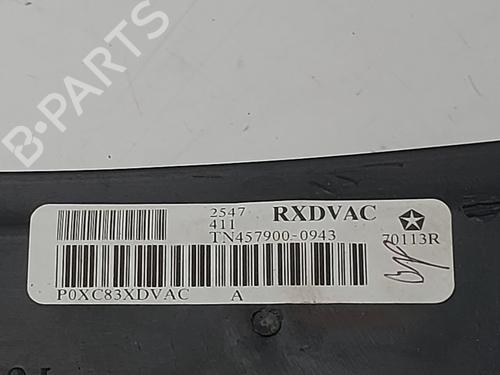 B-PARTS
2547 RXDVAC
411
TN457900-0943 70113R
P0XC83XDVAC A